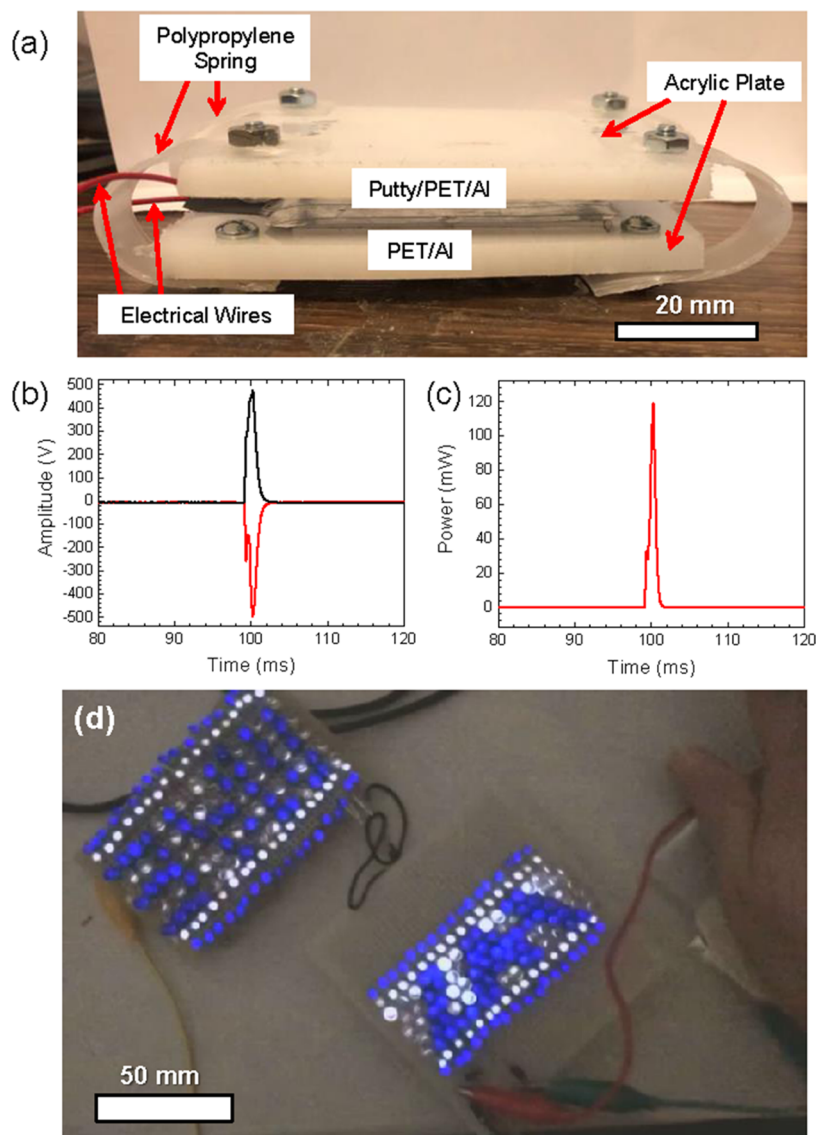 (a)
Polypropylene
Spring
Acrylic Plate
Putty/PET/Al
PET/Al
Electrical Wires
20 mm
(b)
500
400
300
200
100
0
-100
-200
-300
-400
-500
Amplitude (V)
80 90 100 110 120
Time (ms)
(c)
120
100
80
60
40
20
0
Power (mW)
80 90 100 110 120
Time (ms)
(d)
50 mm